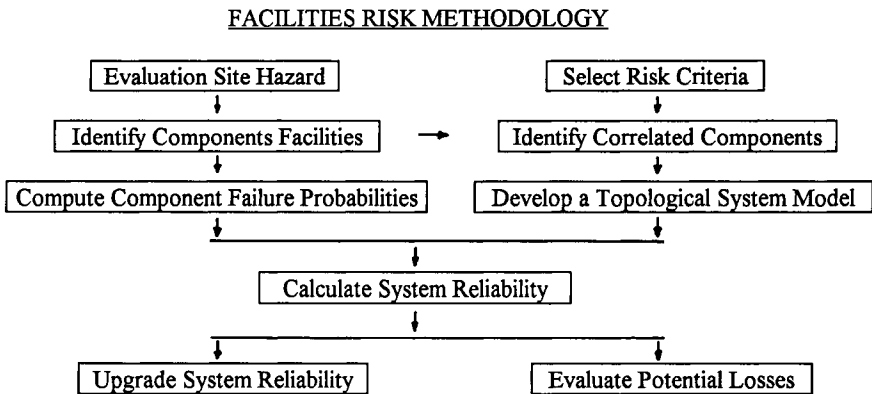 FACILITIES RISK METHODOLOGY
Evaluation Site Hazard
Select Risk Criteria
Identify Components Facilities
Identify Correlated Components
Compute Component Failure Probabilities
Develop a Topological System Model
Calculate System Reliability
Upgrade System Reliability
Evaluate Potential Losses